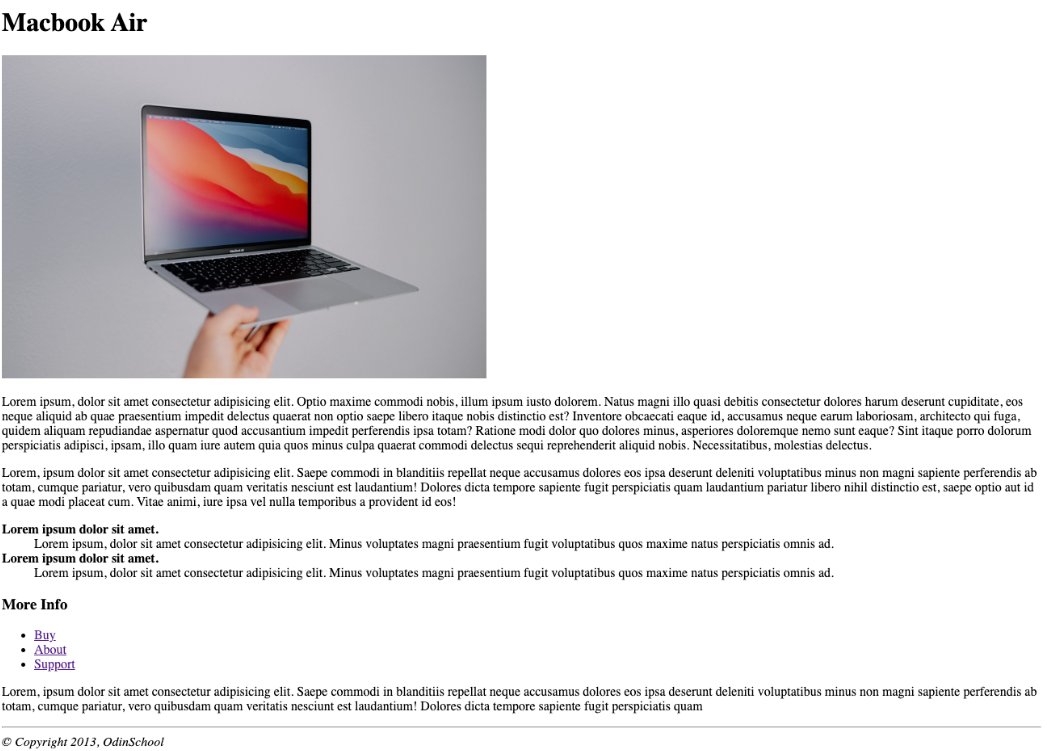 Macbook Air
Lorem ipsum, dolor sit amet consectetur adipisicing elit. Optio maxime commodi nobis, illum ipsum iusto dolorem. Natus magni illo quasi debitis consectetur dolores harum deserunt cupiditate, eos
neque aliquid ab quae praesentium impedit delectus quaerat non optio saepe libero itaque nobis distinctio est? Inventore obcaecati eaque id, accusamus neque earum laboriosam, architecto qui fuga,
quidem aliquam repudiandae aspernatur quod accusantium impedit perferendis ipsa totam? Ratione modi dolor quo dolores minus, asperiores doloremque nemo sunt eaque? Sint itaque porro dolorum
perspiciatis adipisci, ipsam, illo quam iure autem quia quos minus culpa quaerat commodi delectus sequi reprehenderit aliquid nobis. Necessitatibus, molestias delectus.
Lorem, ipsum dolor sit amet consectetur adipisicing elit. Saepe commodi in blanditiis repellat neque accusamus dolores eos ipsa deserunt deleniti voluptatibus minus non magni sapiente perferendis ab
totam, cumque pariatur, vero quibusdam quam veritatis nesciunt est laudantium! Dolores dicta tempore sapiente fugit perspiciatis quam laudantium pariatur libero nihil distinctio est, saepe optio aut id
a quae modi placeat cum. Vitae animi, iure ipsa vel nulla temporibus a provident id eos!
Lorem ipsum dolor sit amet.
Lorem ipsum, dolor sit amet consectetur adipisicing elit. Minus voluptates magni praesentium fugit voluptatibus quos maxime natus perspiciatis omnis ad.
Lorem ipsum dolor sit amet.
Lorem ipsum, dolor sit amet consectetur adipisicing elit. Minus voluptates magni praesentium fugit voluptatibus quos maxime natus perspiciatis omnis ad.
More Info
Buy
About
Support
Lorem, ipsum dolor sit amet consectetur adipisicing elit. Saepe commodi in blanditiis repellat neque accusamus dolores eos ipsa deserunt deleniti voluptatibus minus non magni sapiente perferendis ab
totam, cumque pariatur, vero quibusdam quam veritatis nesciunt est laudantium! Dolores dicta tempore sapiente fugit perspiciatis quam
© Copyright 2013, OdinSchool